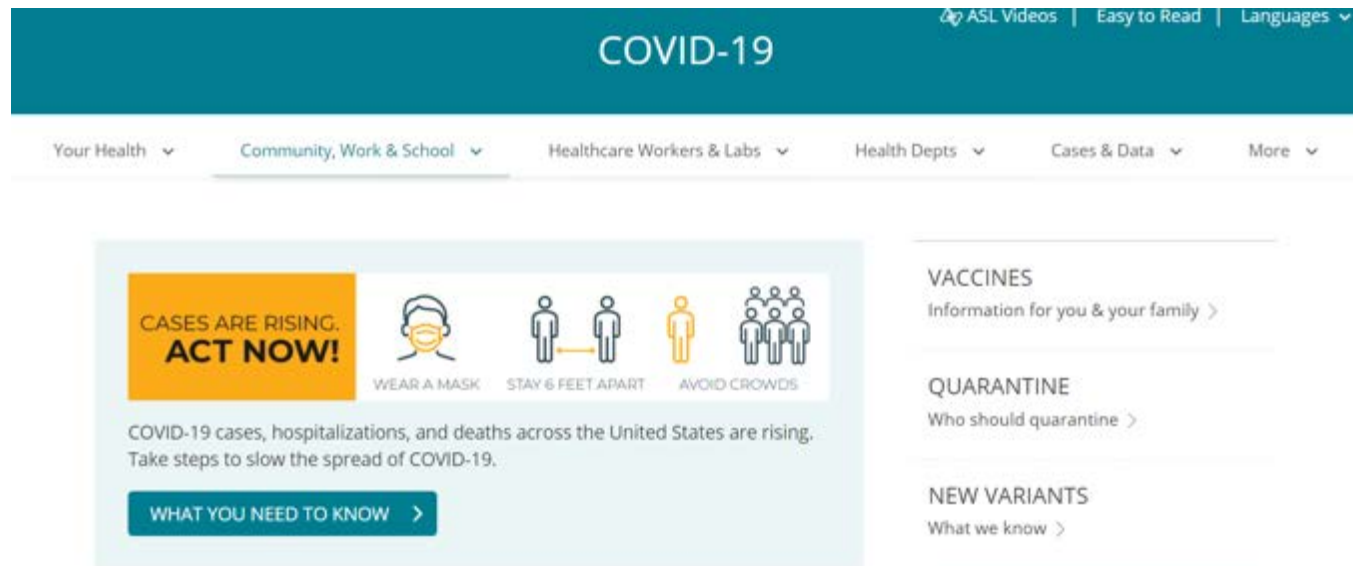 ASL Videos | Easy to Read | Languages
COVID-19
Your Health Community, Work & School Healthcare Workers & Labs Health Depts Cases & Data More
CASES ARE RISING.
ACT NOW!
WEAR A MASK STAY 6 FEET APART AVOID CROWDS
COVID-19 cases, hospitalizations, and deaths across the United States are rising.
Take steps to slow the spread of COVID-19.
WHAT YOU NEED TO KNOW
VACCINES
Information for you & your family
QUARANTINE
Who should quarantine
NEW VARIANTS
What we know